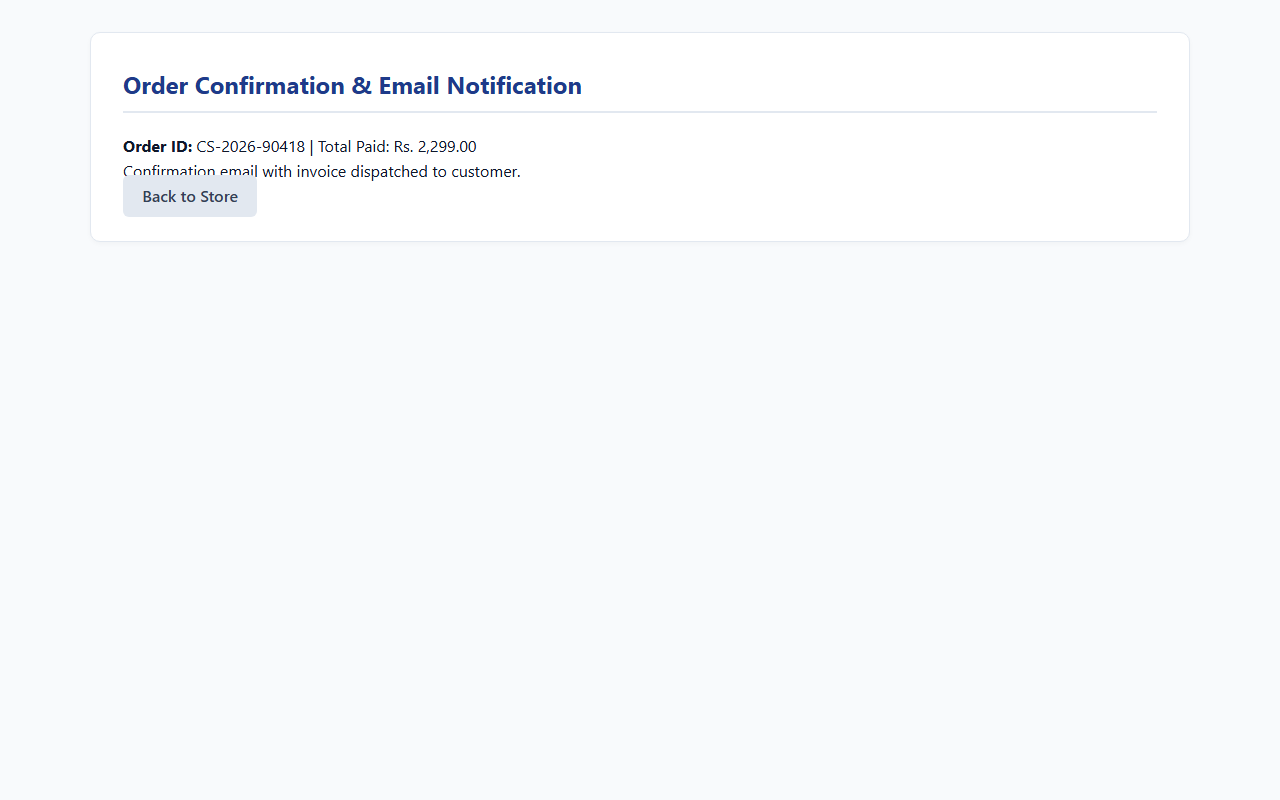 Order Confirmation & Email Notification
Order ID: CS-2026-90418 | Total Paid: Rs. 2,299.00
Confirmation email with invoice dispatched to customer.
Back to Store